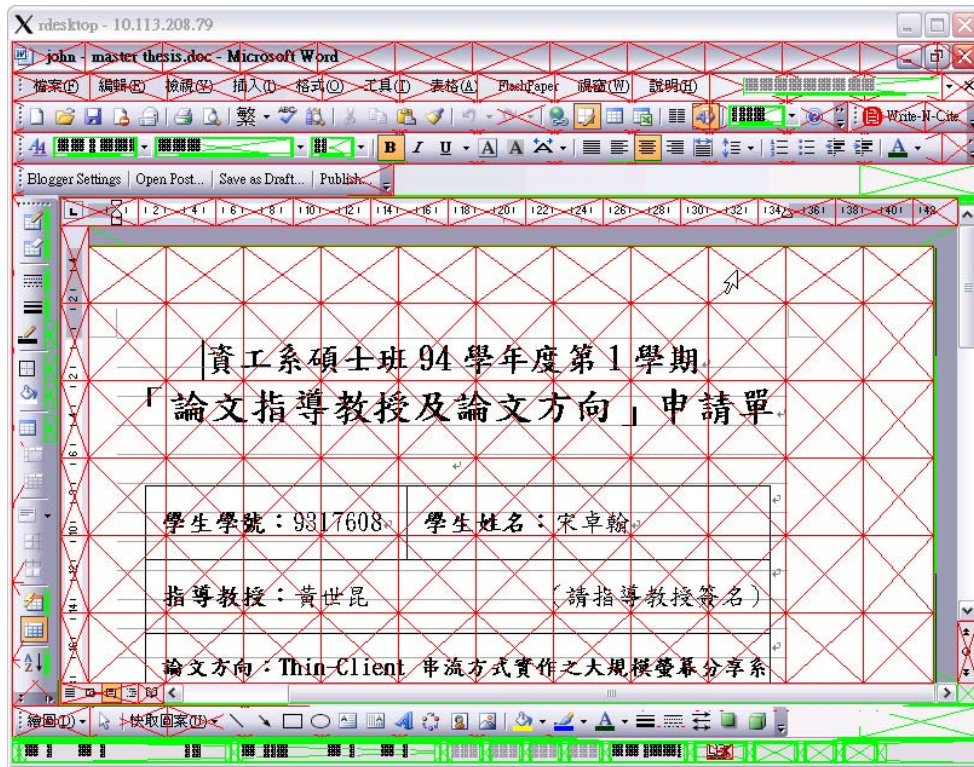 rdesktop - 10.113.208.79
john - master thesis.doc - Microsoft Word
檔案(F) 編輯(E) 檢視(V) 插入(I) 格式(O) 工具(T) 表格(A) FlashPaper 視窗(W) 說明(H)
繁 Write-N-Cite
B I U A A A
Blogger Settings Open Post... Save as Draft... Publish
資工系碩士班 94 學年度第 1 學期
「論文指導教授及論文方向」申請單
學生學號：9317608 學生姓名：宋卓翰
指導教授：黃世昆 （請指導教授簽名）
論文方向：Thin-Client 串流方式實作之大規模螢幕分享系
繪圖(D) 快取圖案(U)